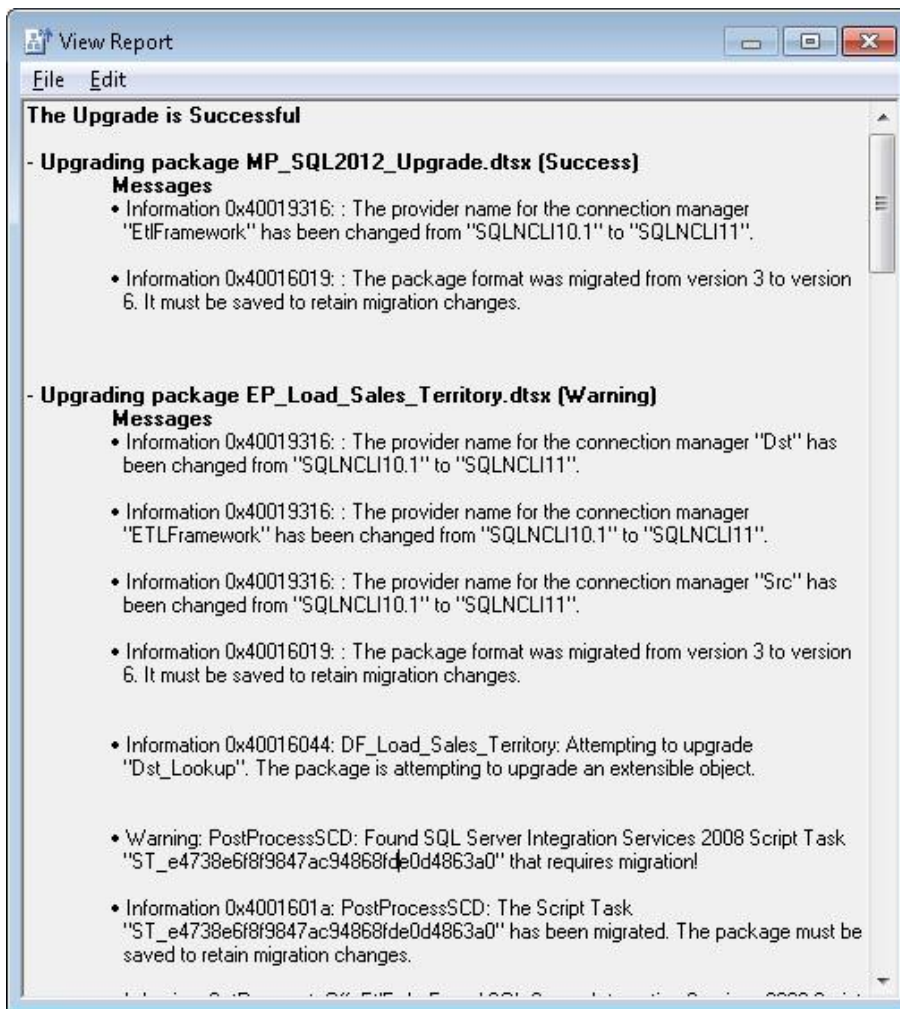 View Report
File Edit
The Upgrade is Successful
- Upgrading package MP_SQL2012_Upgrade.dtsx (Success)
Messages
• Information 0x40019316: : The provider name for the connection manager
"EtlFramework" has been changed from "SQLNCLI10.1" to "SQLNCLI11".
• Information 0x40016019: : The package format was migrated from version 3 to version
6. It must be saved to retain migration changes.
- Upgrading package EP_Load_Sales_Territory.dtsx (Warning)
Messages
• Information 0x40019316: : The provider name for the connection manager "Dst" has
been changed from "SQLNCLI10.1" to "SQLNCLI11".
• Information 0x40019316: : The provider name for the connection manager
"ETLFramework" has been changed from "SQLNCLI10.1" to "SQLNCLI11".
• Information 0x40019316: : The provider name for the connection manager "Src" has
been changed from "SQLNCLI10.1" to "SQLNCLI11".
• Information 0x40016019: : The package format was migrated from version 3 to version
6. It must be saved to retain migration changes.
• Information 0x40016044: DF_Load_Sales_Territory: Attempting to upgrade
"Dst_Lookup". The package is attempting to upgrade an extensible object.
• Warning: PostProcessSCD: Found SQL Server Integration Services 2008 Script Task
"ST_e4738e6f8f9847ac94868fde0d4863a0" that requires migration!
• Information 0x4001601a: PostProcessSCD: The Script Task
"ST_e4738e6f8f9847ac94868fde0d4863a0" has been migrated. The package must be
saved to retain migration changes.